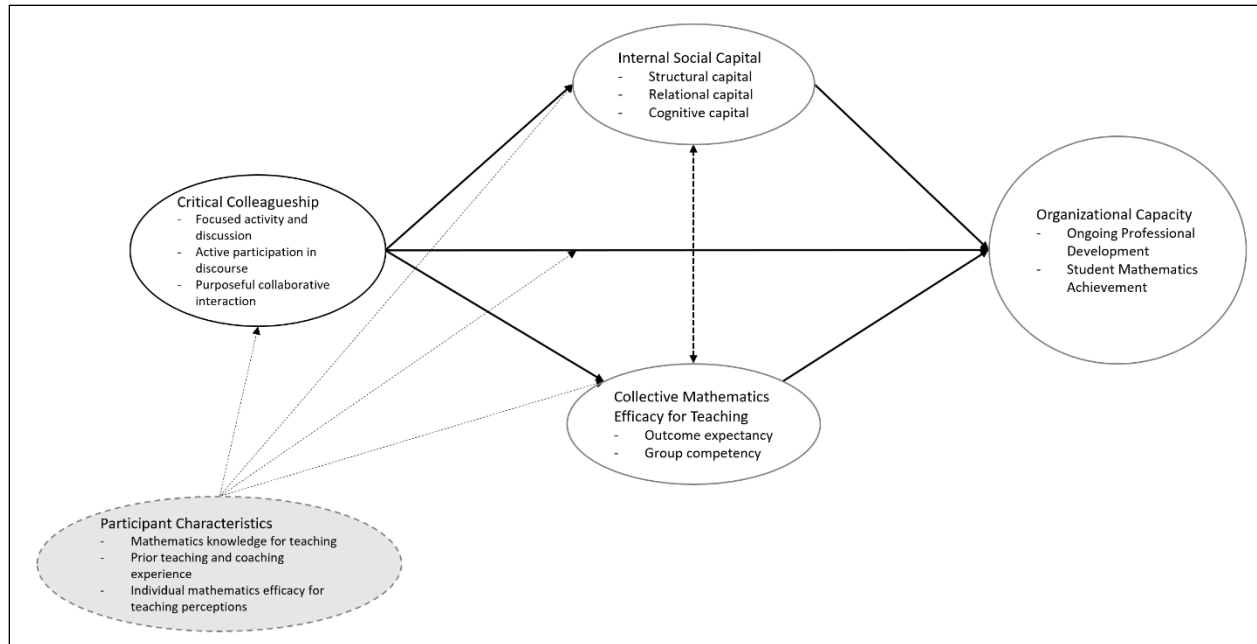 Internal Social Capital
- Structural capital
- Relational capital
- Cognitive capital
Critical Colleagueship
- Focused activity and
discussion
- Active participation in
discourse
- Purposeful collaborative
interaction
Organizational Capacity
- Ongoing Professional
Development
- Student Mathematics
Achievement
Collective Mathematics
Efficacy for Teaching
- Outcome expectancy
- Group competency
Participant Characteristics
- Mathematics knowledge for teaching
- Prior teaching and coaching
experience
- Individual mathematics efficacy for
teaching perceptions